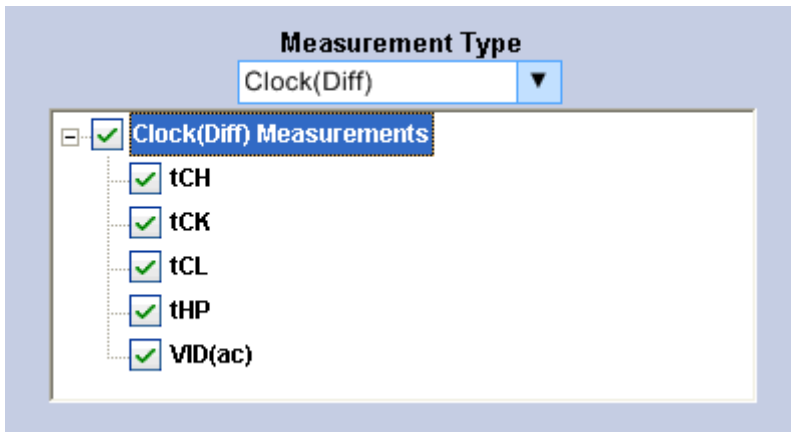 Measurement Type
Clock(Diff)
Clock(Diff) Measurements
tCH
tCK
tCL
tHP
VID(ac)